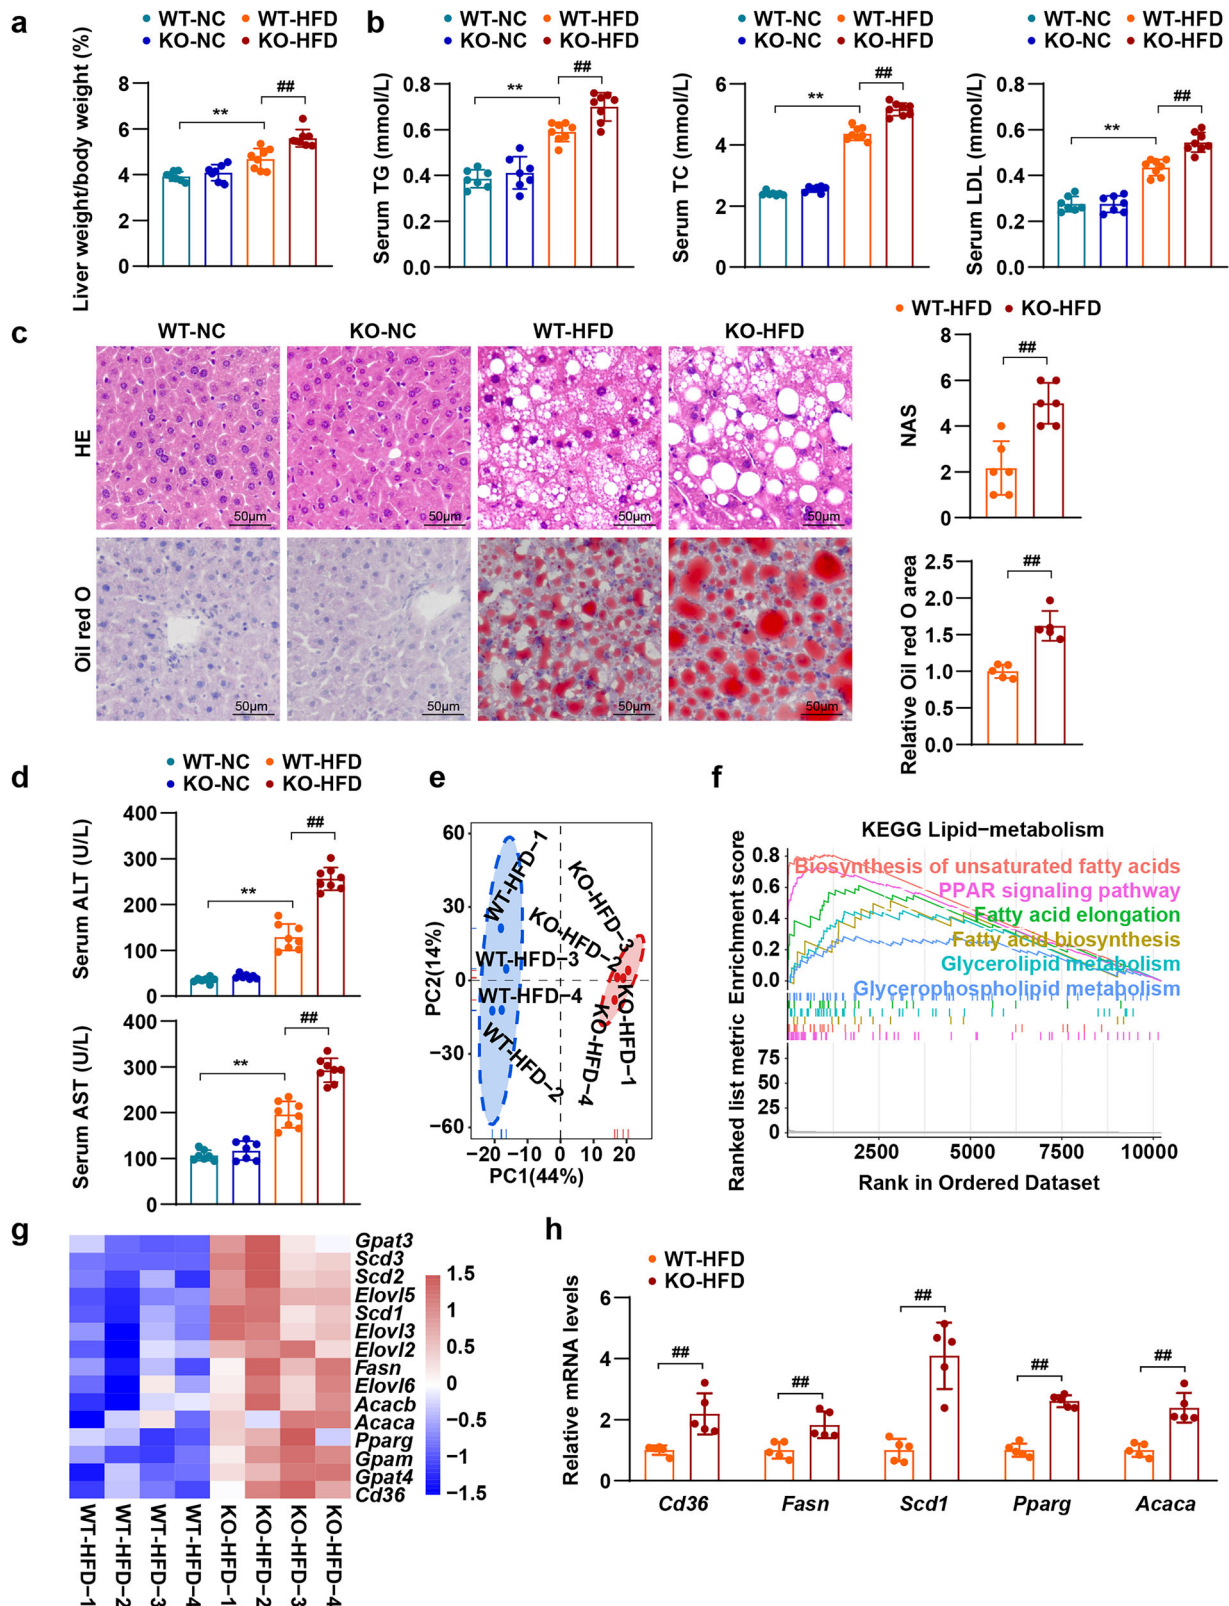 a
WT-NC WT-HFD
KO-NC KO-HFD
Liver weight/body weight (%)
8
6
4
2
0
**
##
b
WT-NC WT-HFD
KO-NC KO-HFD
Serum TG (mmol/L)
0.8
0.6
0.4
0.2
0.0
**
##
WT-NC WT-HFD
KO-NC KO-HFD
Serum TC (mmol/L)
6
4
2
0
**
##
WT-NC WT-HFD
KO-NC KO-HFD
Serum LDL (mmol/L)
0.8
0.6
0.4
0.2
0.0
**
##
c
WT-NC KO-NC WT-HFD KO-HFD
HE
50μm 50μm 50μm 50μm
Oil red O
50μm 50μm 50μm 50μm
WT-HFD KO-HFD
NAS
8
6
4
2
0
##
Relative Oil red O area
2.5
2.0
1.5
1.0
0.5
0.0
##
d
WT-NC WT-HFD
KO-NC KO-HFD
Serum ALT (U/L)
400
300
200
100
0
**
##
Serum AST (U/L)
400
300
200
100
0
**
##
e
PC2(14%)
60
30
0
−30
−60
WT-HFD−1
WT-HFD−3
WT-HFD−4
WT-HFD−2
KO-HFD−3
KO-HFD−2
KO-HFD−1
KO-HFD−4
−20 −10 0 10 20
PC1(44%)
f
KEGG Lipid−metabolism
Ranked list metric Enrichment score
0.8
0.6
0.4
0.2
0.0
Biosynthesis of unsaturated fatty acids
PPAR signaling pathway
Fatty acid elongation
Fatty acid biosynthesis
Glycerolipid metabolism
Glycerophospholipid metabolism
75
50
25
0
2500 5000 7500 10000
Rank in Ordered Dataset
g
Gpat3
Scd3
Scd2
Elovl5
Scd1
Elovl3
Elovl2
Fasn
Elovl6
Acacb
Acaca
Pparg
Gpam
Gpat4
Cd36
1.5
1
0.5
0
−0.5
−1
−1.5
WT-HFD−1
WT-HFD−2
WT-HFD−3
WT-HFD−4
KO-HFD−1
KO-HFD−2
KO-HFD−3
KO-HFD−4
h
WT-HFD
KO-HFD
Relative mRNA levels
6
4
2
0
## ## ## ## ##
Cd36 Fasn Scd1 Pparg Acaca